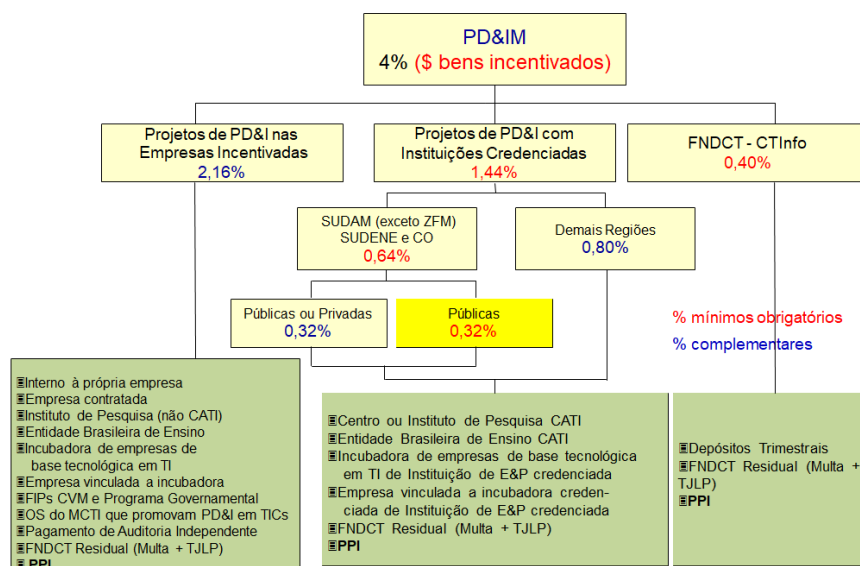 PD&IM
4% ($ bens incentivados)
Projetos de PD&I nas
Empresas Incentivadas
2,16%
Projetos de PD&I com
Instituições Credenciadas
1,44%
FNDCT - CTInfo
0,40%
SUDAM (exceto ZFM)
SUDENE e CO
0,64%
Demais Regiões
0,80%
Públicas ou Privadas
0,32%
Públicas
0,32%
% mínimos obrigatórios
% complementares
Interno à própria empresa
Empresa contratada
Instituto de Pesquisa (não CATI)
Entidade Brasileira de Ensino
Incubadora de empresas de
base tecnológica em TI
Empresa vinculada a incubadora
FIPs CVM e Programa Governamental
OS do MCTI que promovam PD&I em TICs
Pagamento de Auditoria Independente
FNDCT Residual (Multa + TJLP)
PPI
Centro ou Instituto de Pesquisa CATI
Entidade Brasileira de Ensino CATI
Incubadora de empresas de base tecnológica
em TI de Instituição de E&P credenciada
Empresa vinculada a incubadora creden-
ciada de Instituição de E&P credenciada
FNDCT Residual (Multa + TJLP)
PPI
Depósitos Trimestrais
FNDCT Residual (Multa +
TJLP)
PPI